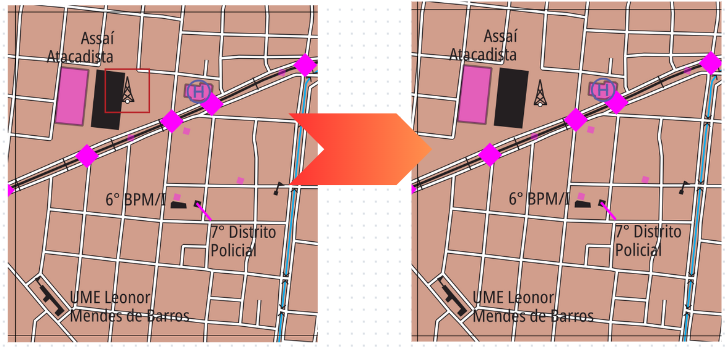 Assaí
Atacadista
H
6° BPM/I
7° Distrito
Policial
UME Leonor
Mendes de Barros
Assaí
Atacadista
H
6° BPM/I
7° Distrito
Policial
UME Leonor
Mendes de Barros